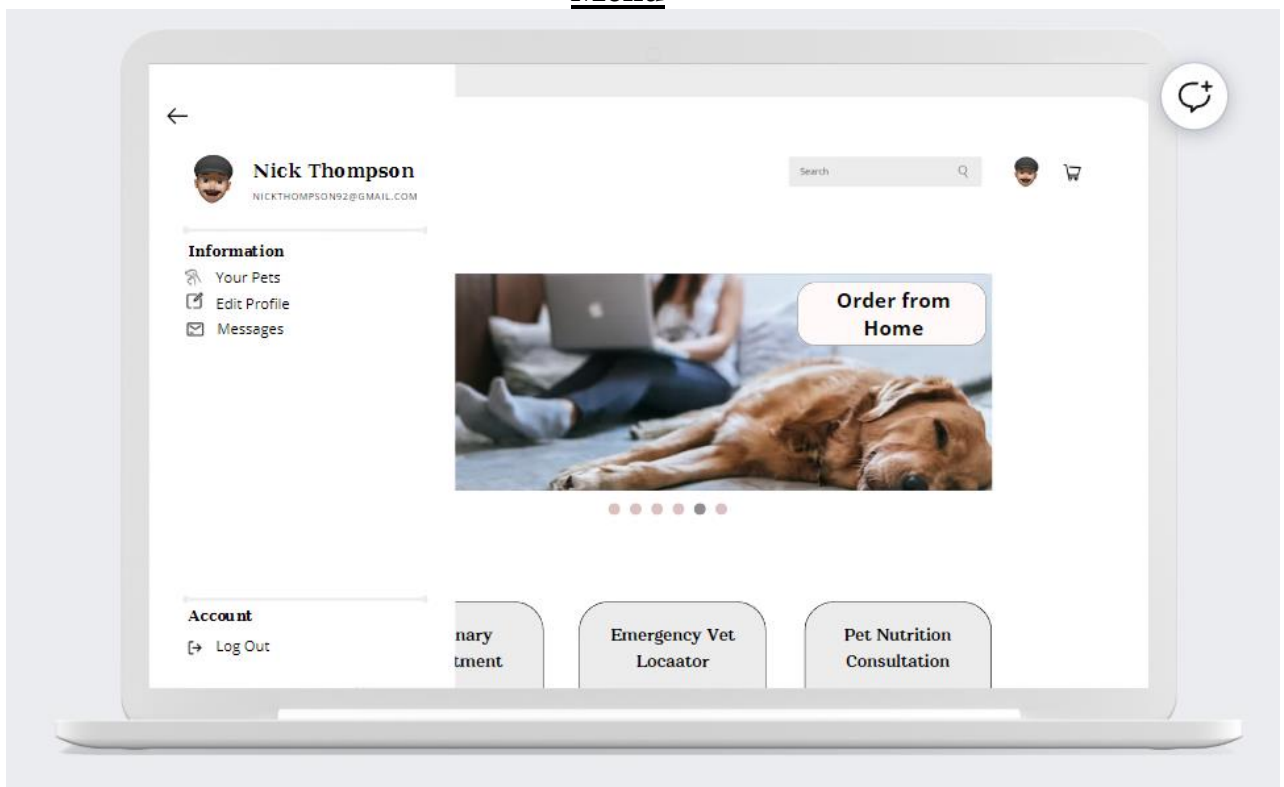 Menu
Nick Thompson
NICKTHOMPSON92@GMAIL.COM
Search
Information
Your Pets
Edit Profile
Messages
Order from
Home
Account
Log Out
nary
tment
Emergency Vet
Locaator
Pet Nutrition
Consultation